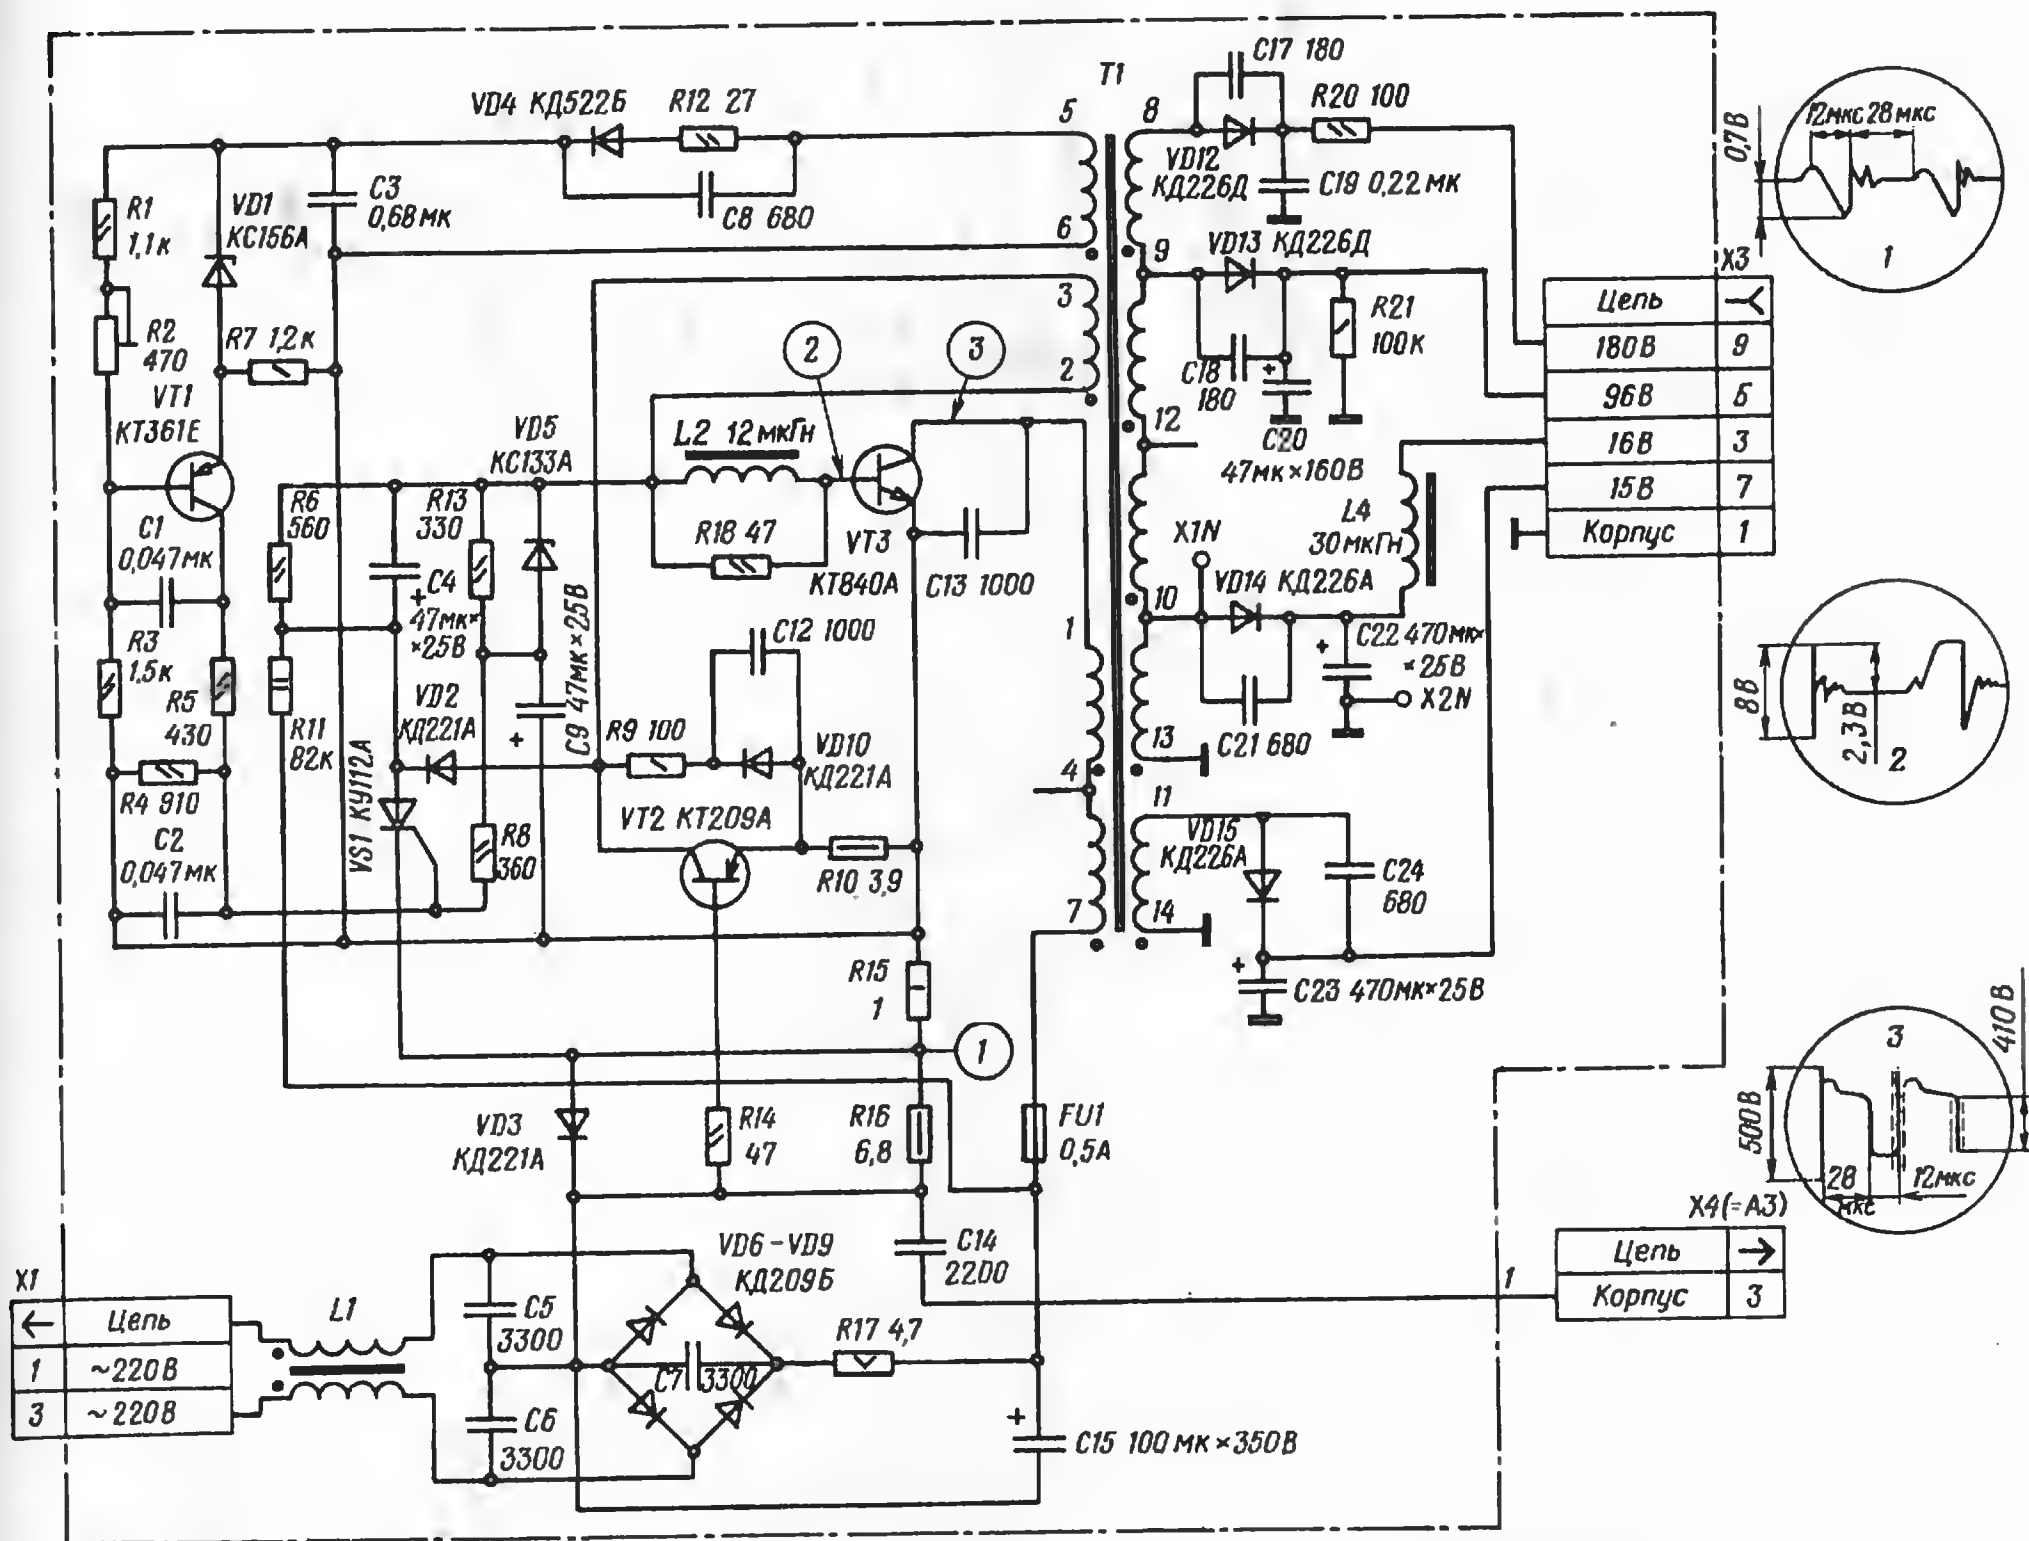 C17 180
T1
VD4 КД522Б
R12 27
5
8
R20 100
12мкс 28мкс
0,7В
VD12
КД226Д
C19 0,22 мк
R1
1,1к
VD1
КС156А
C3
0,68 мк
C8 680
6
9
VD13 КД226Д
1
X3
Цепь
180В
9
96В
Б
16В
3
15В
7
Корпус
1
3
R21
100к
R2
470
R7 1,2к
2
3
2
C18
180
VT1
КТ361Е
VD5
КС133А
L2 12мкГн
12
C20
47мк×160В
R6
560
R13
330
R18 47
VT3
КТ840А
C13 1000
X1N
L4
30мкГн
C1
0,047мк
C4
+
47мк×
×25В
VD14 КД226А
10
1
C12 1000
C22 470мк×
×25В
+
X2N
8В
2,3В
2
R3
1,5к
R5
430
R11
82к
VD2
КД221А
C9 47мк×25В
+
R9 100
VD10
КД221А
C21 680
13
4
11
R4 910
VS1 КУ112А
R8
360
VT2 КТ209А
R10 3,9
VD15
КД226А
C24
680
C2
0,047мк
7
14
R15
1
+
C23 470мк×25В
1
410В
3
500В
28
мкс
12мкс
VD3
КД221А
R14
47
R16
6,8
FU1
0,5А
X4(=А3)
Цепь
Корпус
3
1
VD6-VD9
КД209Б
C14
2200
X1
Цепь
1
~220В
3
~220В
L1
C5
3300
C7 3300
R17 4,7
C6
3300
+
C15 100 мк×350В